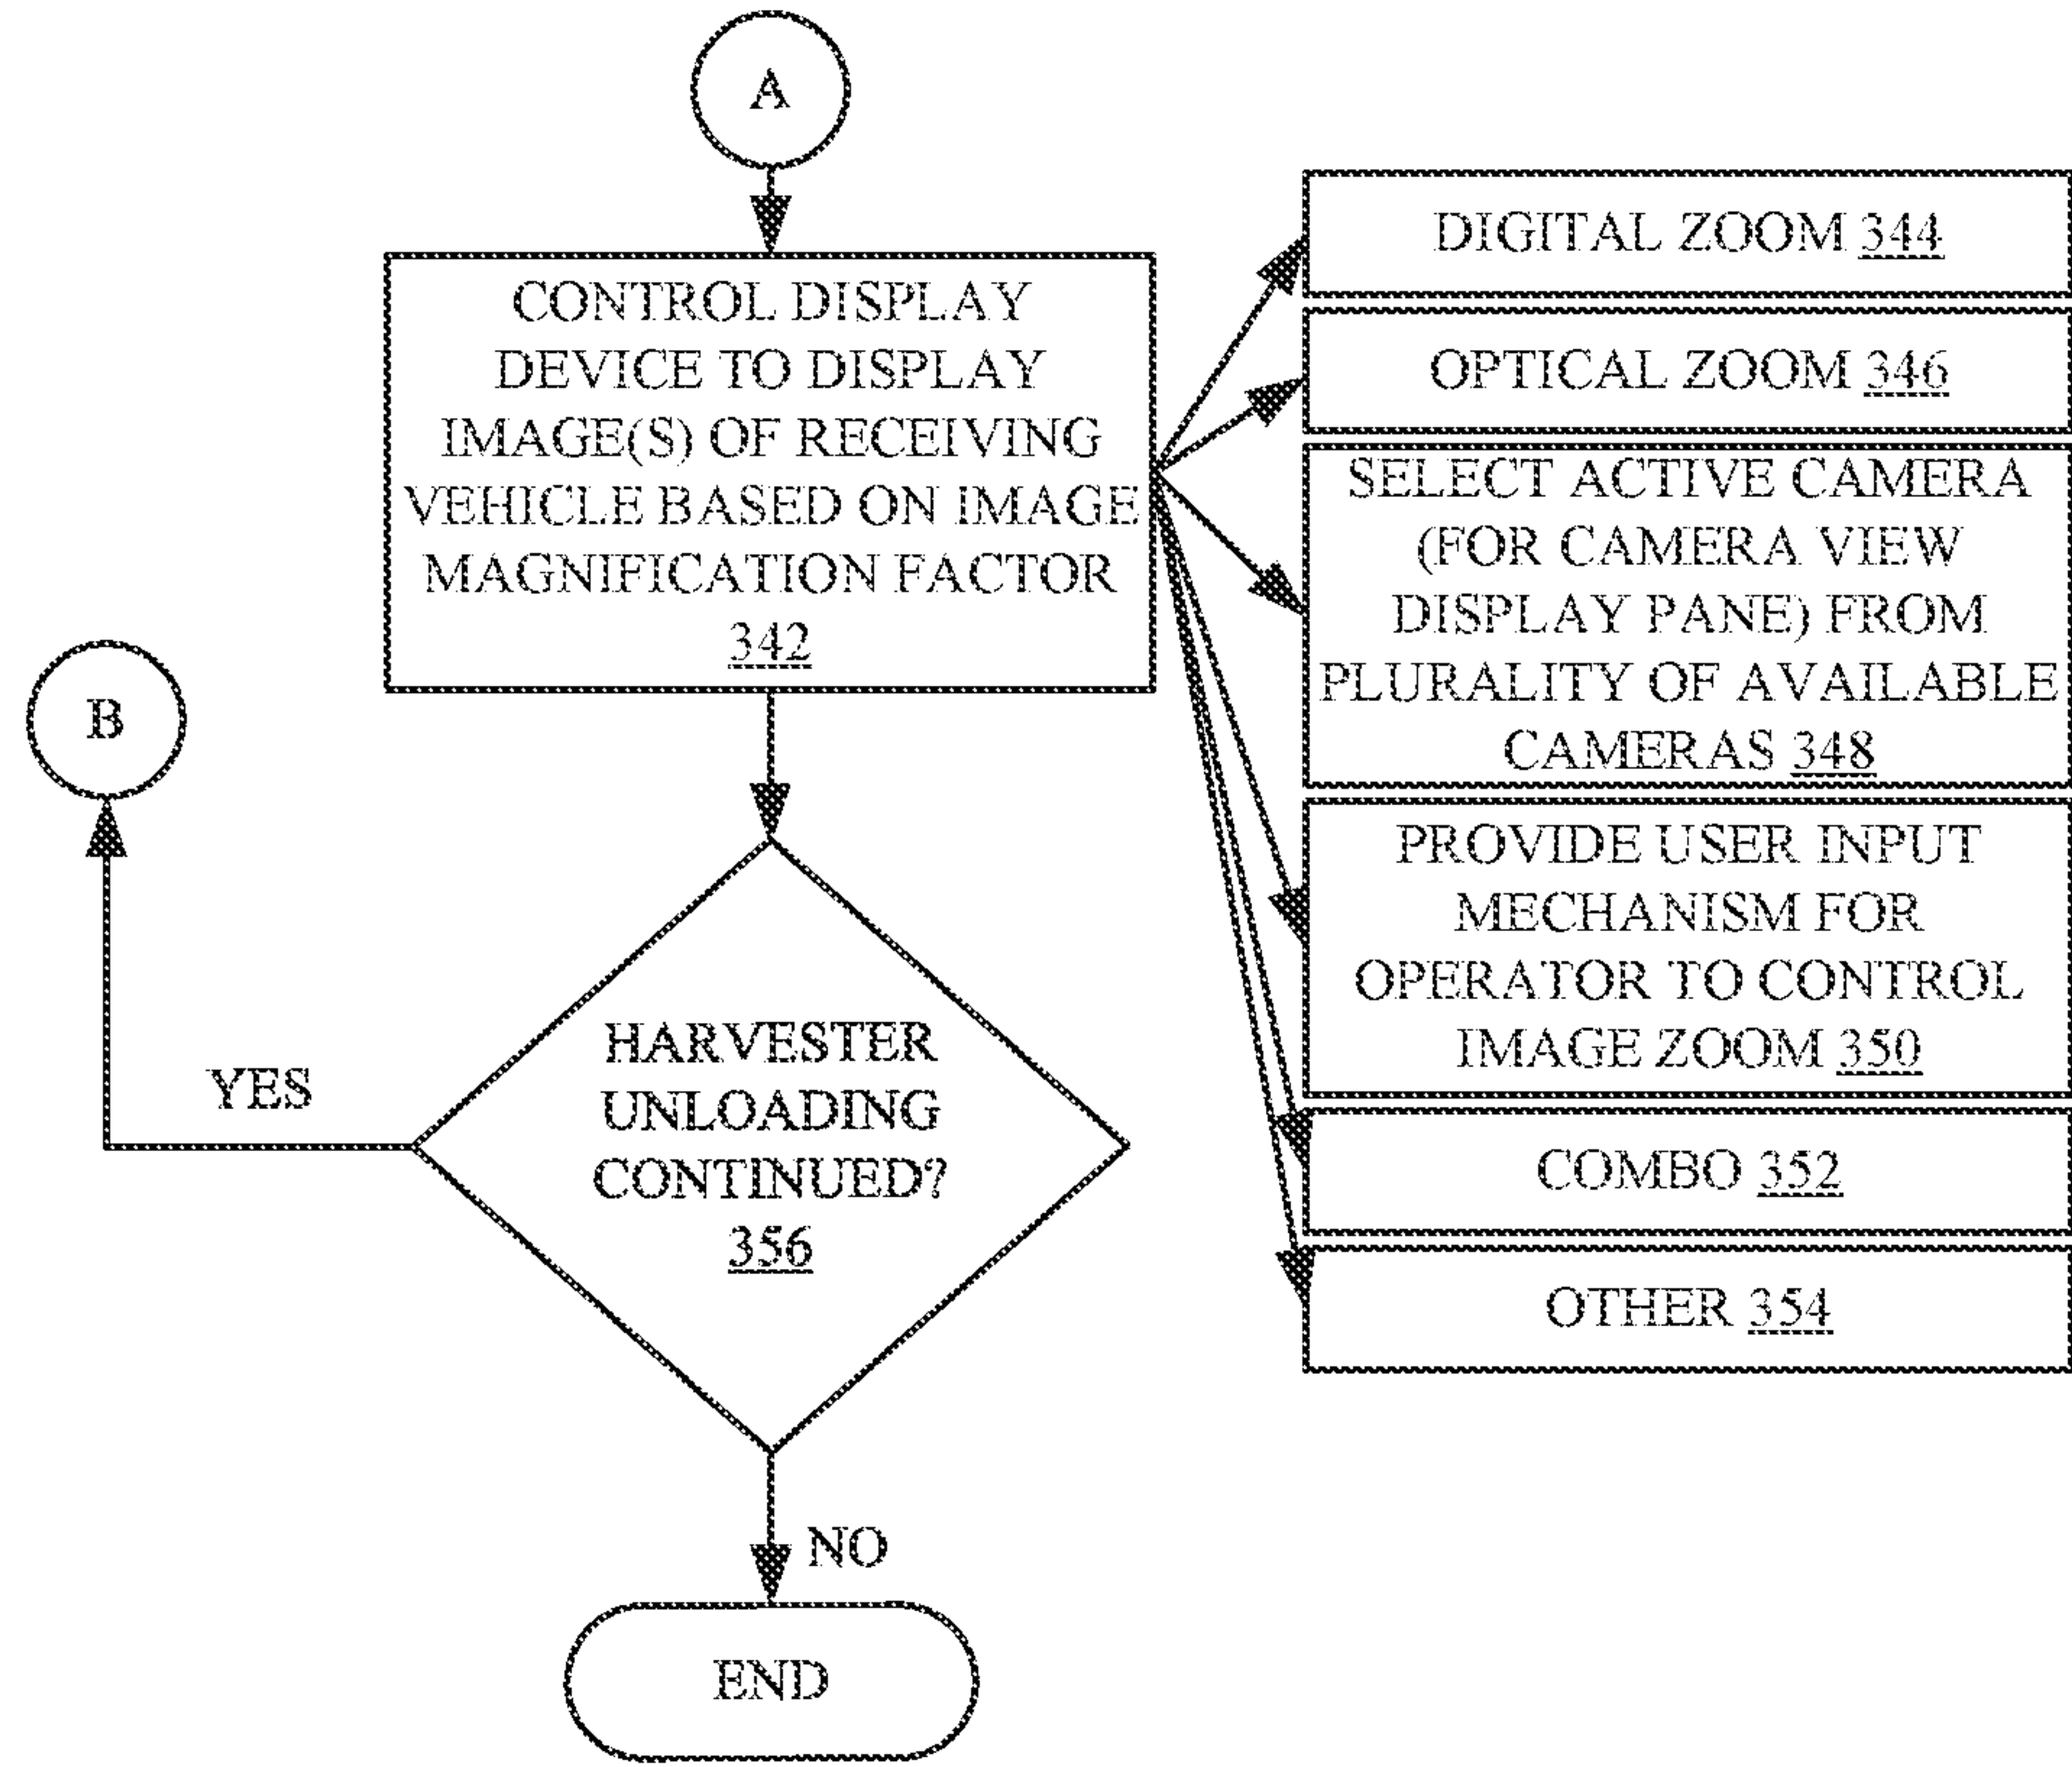 A
CONTROL DISPLAY
DEVICE TO DISPLAY
IMAGE(S) OF RECEIVING
VEHICLE BASED ON IMAGE
MAGNIFICATION FACTOR
342
DIGITAL ZOOM 344
OPTICAL ZOOM 346
SELECT ACTIVE CAMERA
(FOR CAMERA VIEW
DISPLAY PANE) FROM
PLURALITY OF AVAILABLE
CAMERAS 348
PROVIDE USER INPUT
MECHANISM FOR
OPERATOR TO CONTROL
IMAGE ZOOM 350
COMBO 352
OTHER 354
B
YES
HARVESTER
UNLOADING
CONTINUED?
356
NO
END